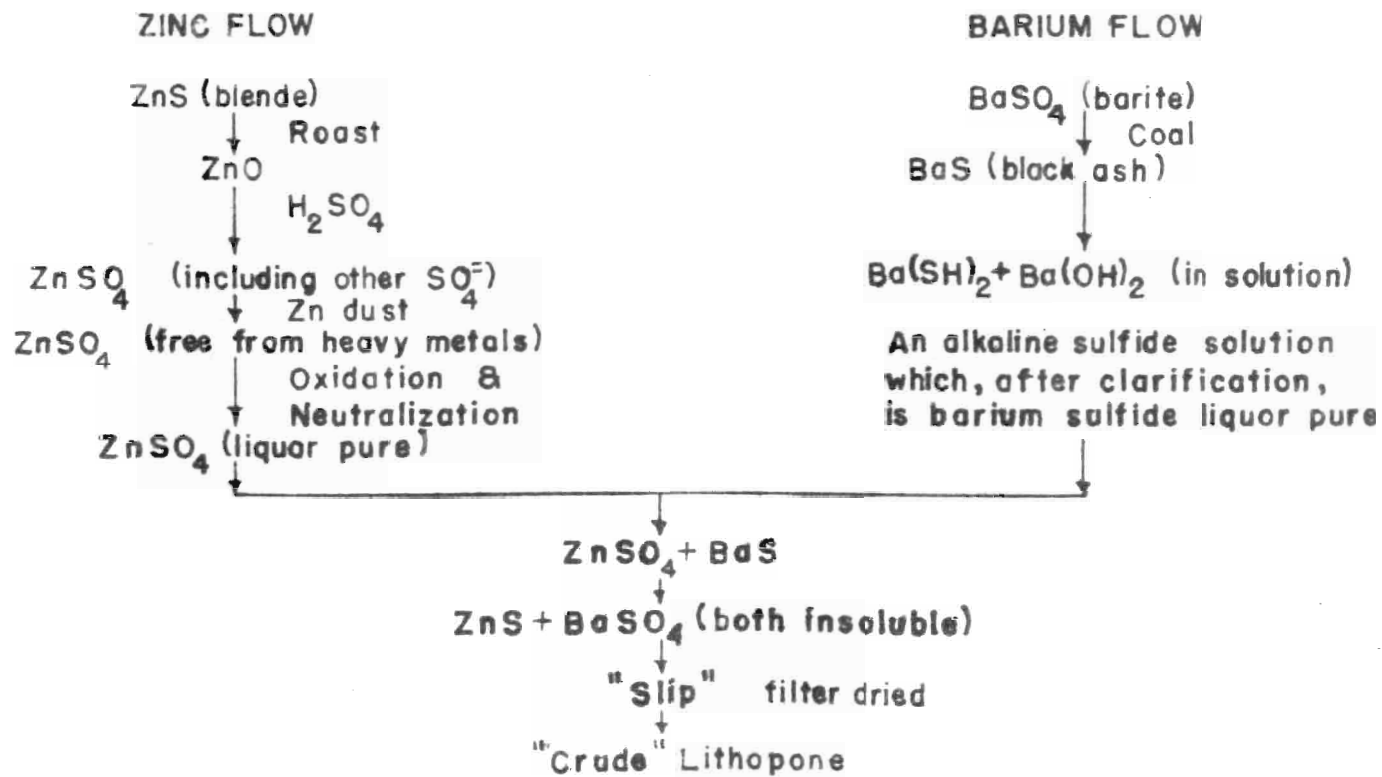 ZINC FLOW
ZnS (blende)
Roast
ZnO
H₂SO₄
ZnSO₄ (including other SO₄⁼)
Zn dust
ZnSO₄ (free from heavy metals)
Oxidation &
Neutralization
ZnSO₄ (liquor pure)
BARIUM FLOW
BaSO₄ (barite)
Coal
BaS (black ash)
Ba(SH)₂ + Ba(OH)₂ (in solution)
An alkaline sulfide solution
which, after clarification,
is barium sulfide liquor pure
ZnSO₄ + BaS
ZnS + BaSO₄ (both insoluble)
"Slip" filter dried
"Crude" Lithopone